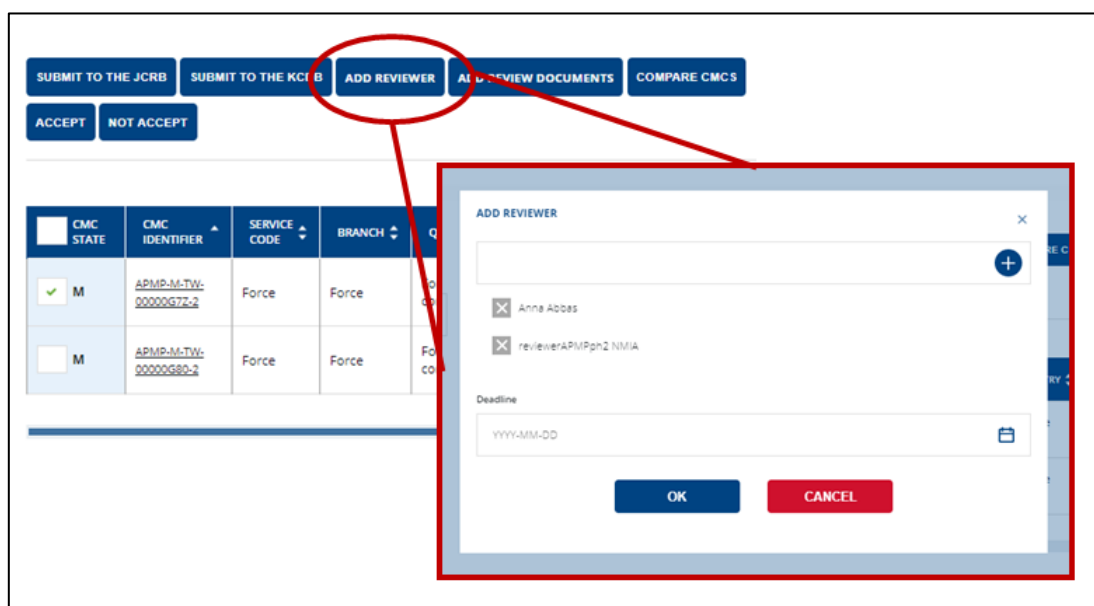 SUBMIT TO THE JCRB SUBMIT TO THE KCRB ADD REVIEWER ADD REVIEW DOCUMENTS COMPARE CMCS
ACCEPT NOT ACCEPT
CMC STATE CMC IDENTIFIER SERVICE CODE BRANCH
M APMP-M-TW-00000G7Z-2 Force Force
M APMP-M-TW-00000G80-2 Force Force
ADD REVIEWER
Anna Abbas
reviewerAPMPph2 NMIA
Deadline
YYYY-MM-DD
OK CANCEL